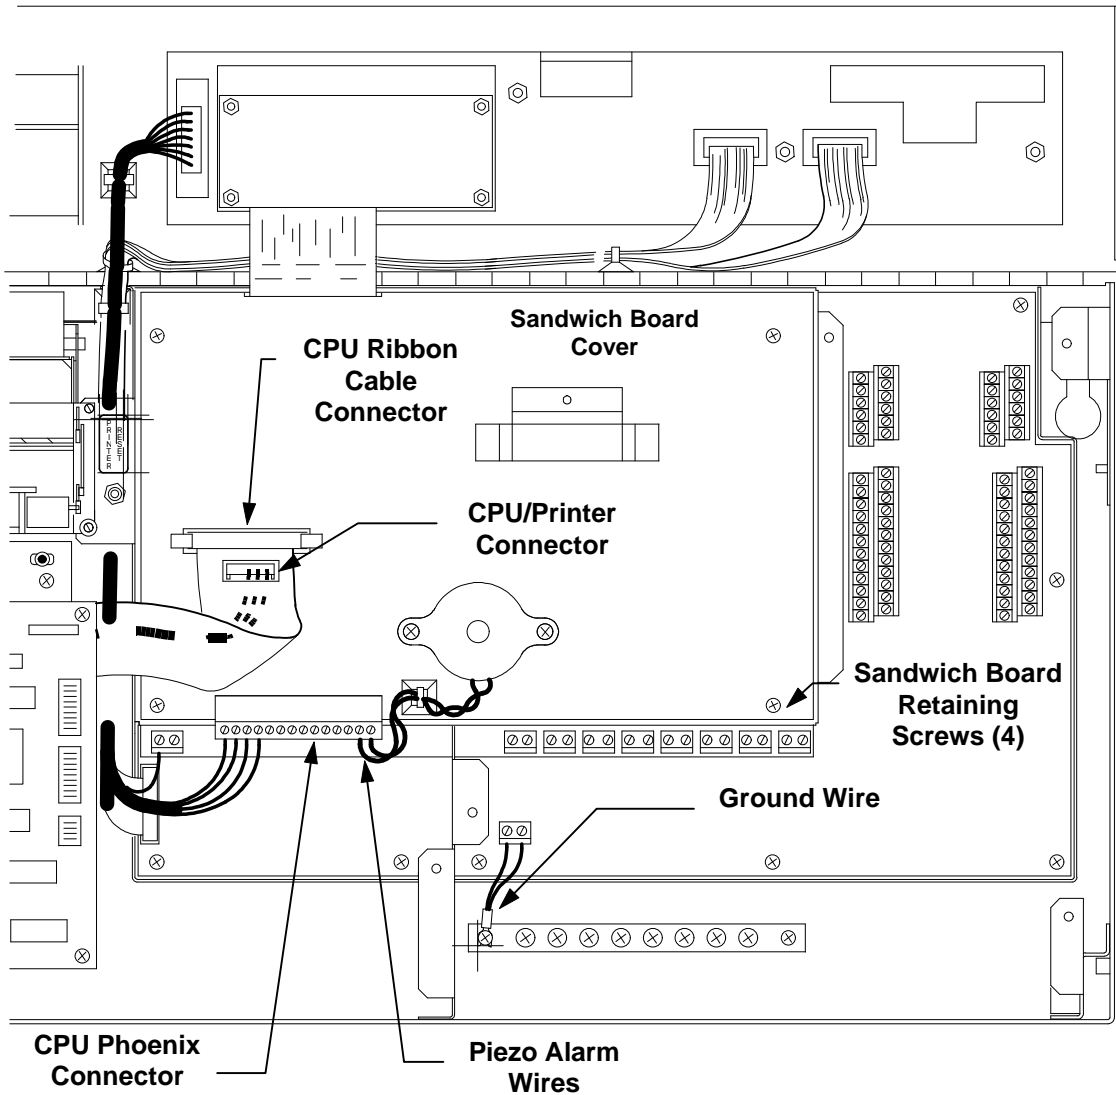 Sandwich Board
Cover
CPU Ribbon
Cable
Connector
PRINTER
RESET
CPU/Printer
Connector
Sandwich Board
Retaining
Screws (4)
Ground Wire
CPU Phoenix
Connector
Piezo Alarm
Wires